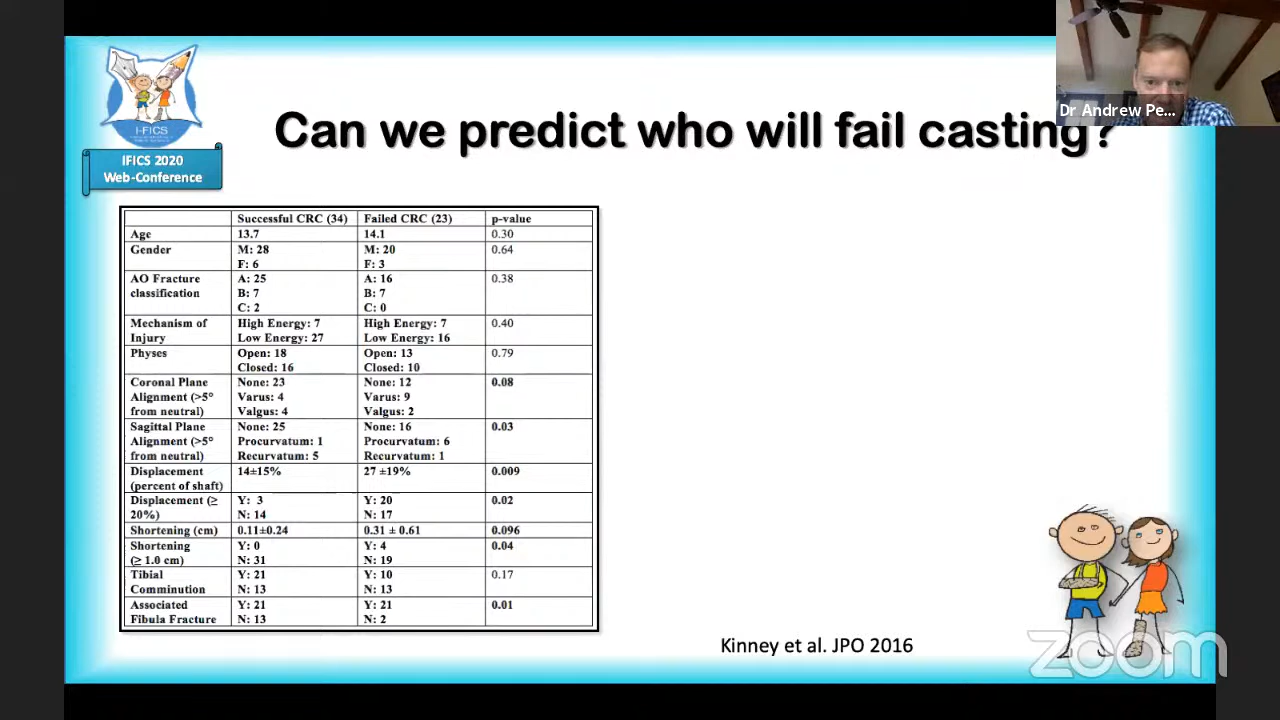 Dr Andrew Pe...
I-FICS
IFICS 2020
Web-Conference
Can we predict who will fail casting?
Successful CRC (34) Failed CRC (23) p-value
Age 13.7 14.1 0.30
Gender M: 28 M: 20 0.64
F: 6 F: 3
AO Fracture A: 25 A: 16 0.38
classification B: 7 B: 7
C: 2 C: 0
Mechanism of High Energy: 7 High Energy: 7 0.40
Injury Low Energy: 27 Low Energy: 16
Physes Open: 18 Open: 13 0.79
Closed: 16 Closed: 10
Coronal Plane None: 23 None: 12 0.08
Alignment (>5° Varus: 4 Varus: 9
from neutral) Valgus: 4 Valgus: 2
Sagittal Plane None: 25 None: 16 0.03
Alignment (>5° Procurvatum: 1 Procurvatum: 6
from neutral) Recurvatum: 5 Recurvatum: 1
Displacement 14±15% 27 ±19% 0.009
(percent of shaft)
Displacement (≥ Y: 3 Y: 20 0.02
20%) N: 14 N: 17
Shortening (cm) 0.11±0.24 0.31 ± 0.61 0.096
Shortening Y: 0 Y: 4 0.04
(≥ 1.0 cm) N: 31 N: 19
Tibial Y: 21 Y: 10 0.17
Comminution N: 13 N: 13
Associated Y: 21 Y: 21 0.01
Fibula Fracture N: 13 N: 2
Kinney et al. JPO 2016
zoom